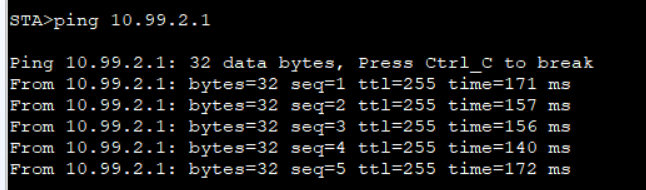 STA>ping 10.99.2.1
Ping 10.99.2.1: 32 data bytes, Press Ctrl_C to break
From 10.99.2.1: bytes=32 seq=1 ttl=255 time=171 ms
From 10.99.2.1: bytes=32 seq=2 ttl=255 time=157 ms
From 10.99.2.1: bytes=32 seq=3 ttl=255 time=156 ms
From 10.99.2.1: bytes=32 seq=4 ttl=255 time=140 ms
From 10.99.2.1: bytes=32 seq=5 ttl=255 time=172 ms